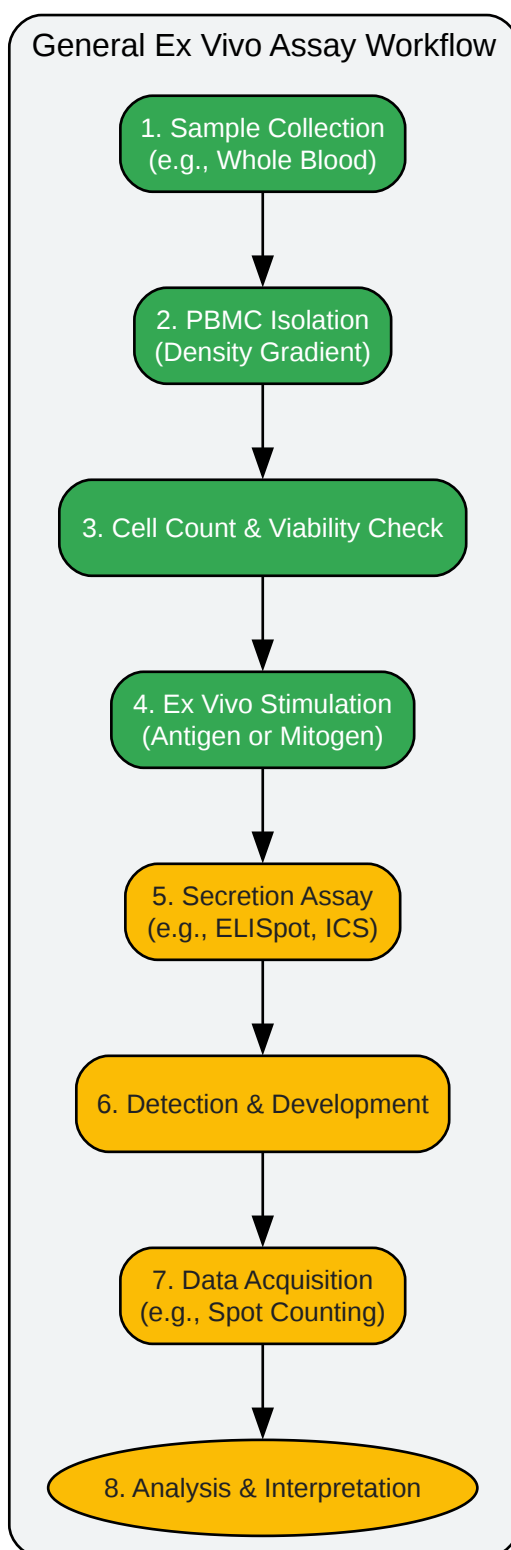 General Ex Vivo Assay Workflow
1. Sample Collection
(e.g., Whole Blood)
2. PBMC Isolation
(Density Gradient)
3. Cell Count & Viability Check
4. Ex Vivo Stimulation
(Antigen or Mitogen)
5. Secretion Assay
(e.g., ELISpot, ICS)
6. Detection & Development
7. Data Acquisition
(e.g., Spot Counting)
8. Analysis & Interpretation